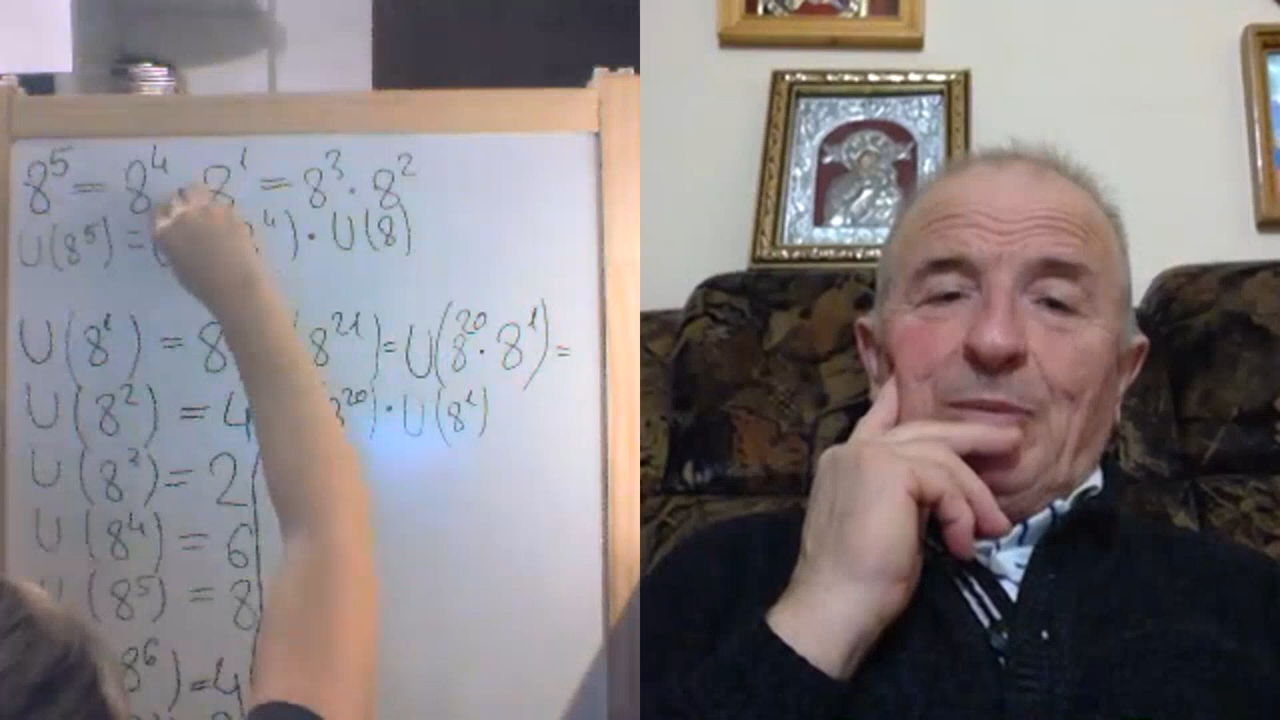 8⁵ = 8⁴ · 8¹ = 8³ · 8²
U(8⁵) = ( ⁴) · U(8)
U(8¹) = 8 8²¹) = U(8²⁰ · 8¹) =
U(8²) = 4 8²⁰) · U(8¹)
U(8³) = 2
U(8⁴) = 6
U(8⁵) = 8
8⁶) = 4